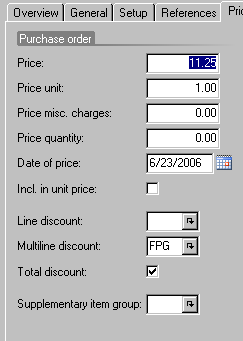 Overview General Setup References
Purchase order
Price: 11.25
Price unit: 1.00
Price misc. charges: 0.00
Price quantity: 0.00
Date of price: 6/23/2006
Incl. in unit price:
Line discount:
Multiline discount: FPG
Total discount:
Supplementary item group: